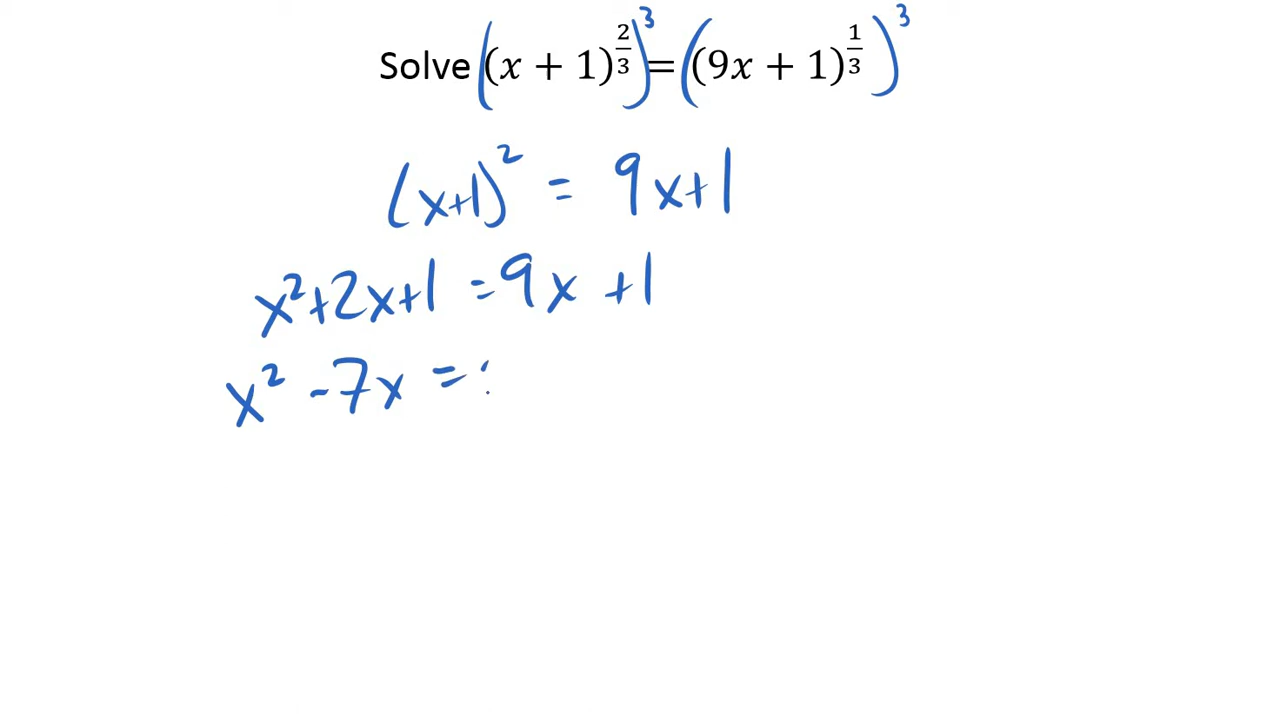 Solve ((x + 1)^(2/3))^3 = ((9x + 1)^(1/3))^3
(x+1)^2 = 9x+1
x^2+2x+1 = 9x +1
x^2 - 7x =